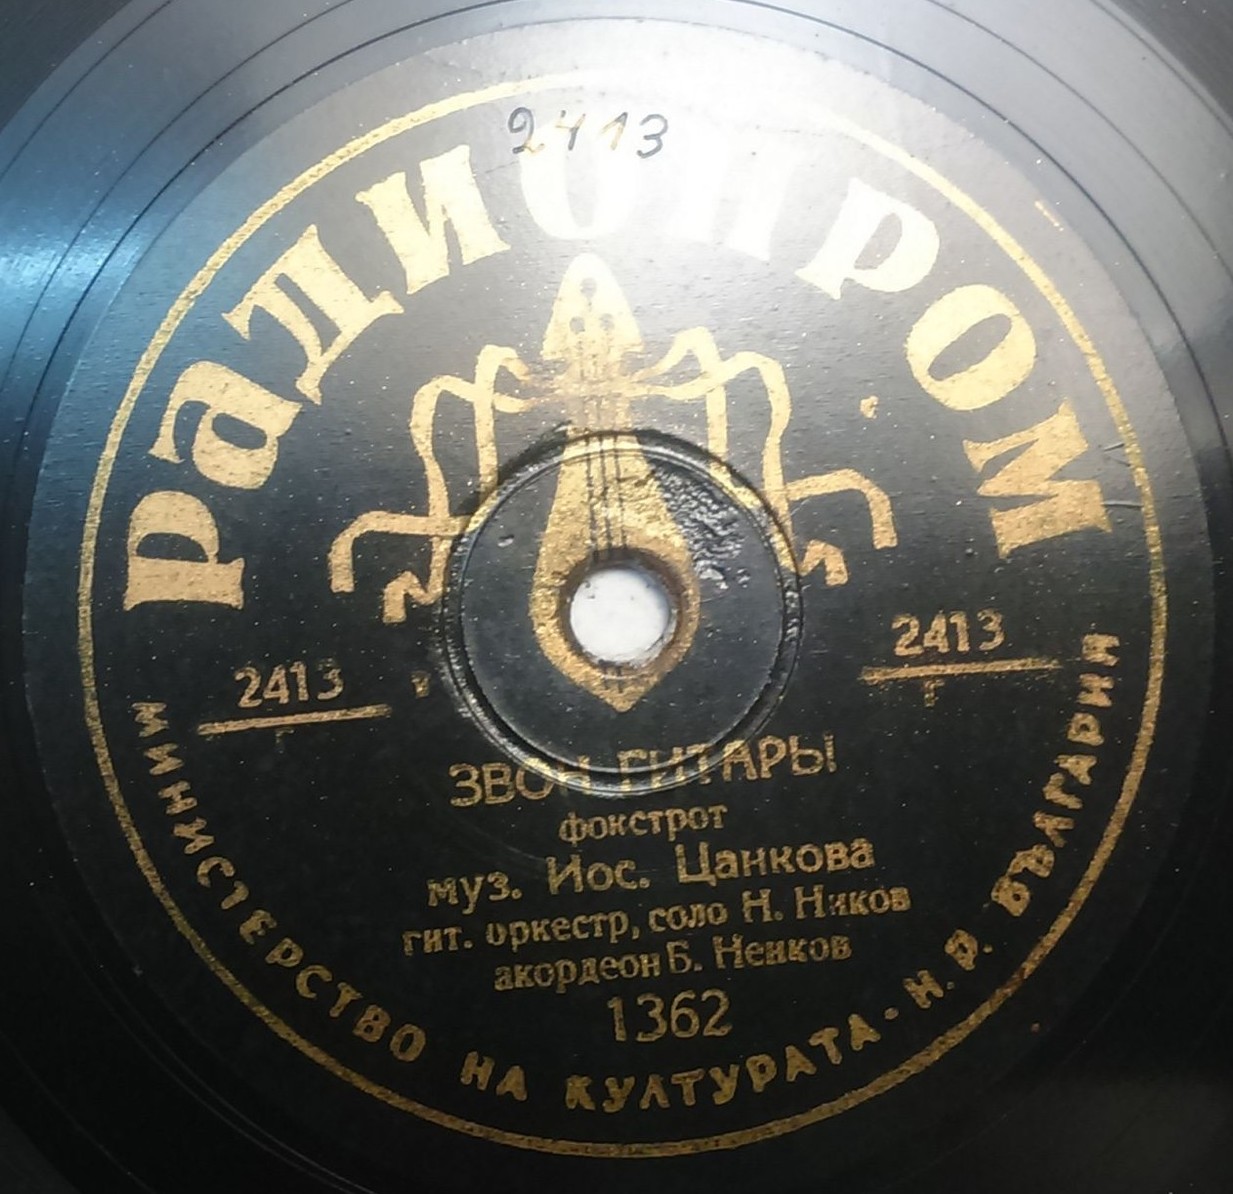 2413
Радиопром
2413
Г
2413
Г
ЗВОН ГИТАРЫ
фокстрот
муз. Иос. Цанкова
гит. оркестр, соло Н. Ников
акордеон Б. Ненков
1362
МИНИСТЕРСТВО НА КУЛТУРАТА - Н. Р. БЪЛГАРИЯ